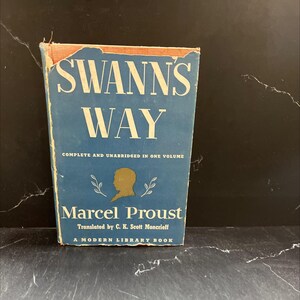 SWANN'S
WAY
COMPLETE AND UNABRIDGED IN ONE VOLUME
Marcel Proust
Translated by C. K. Scott Moncrieff
A MODERN LIBRARY BOOK